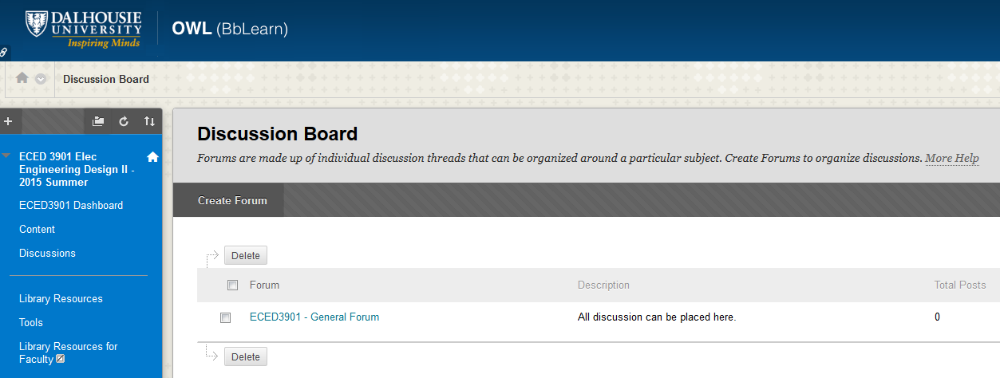 DALHOUSIE
UNIVERSITY
Inspiring Minds
OWL (BbLearn)
Discussion Board
ECED 3901 Elec
Engineering Design II -
2015 Summer
ECED3901 Dashboard
Content
Discussions
Library Resources
Tools
Library Resources for
Faculty
Discussion Board
Forums are made up of individual discussion threads that can be organized around a particular subject. Create Forums to organize discussions. More Help
Create Forum
Delete
Forum Description Total Posts
ECED3901 - General Forum All discussion can be placed here. 0
Delete